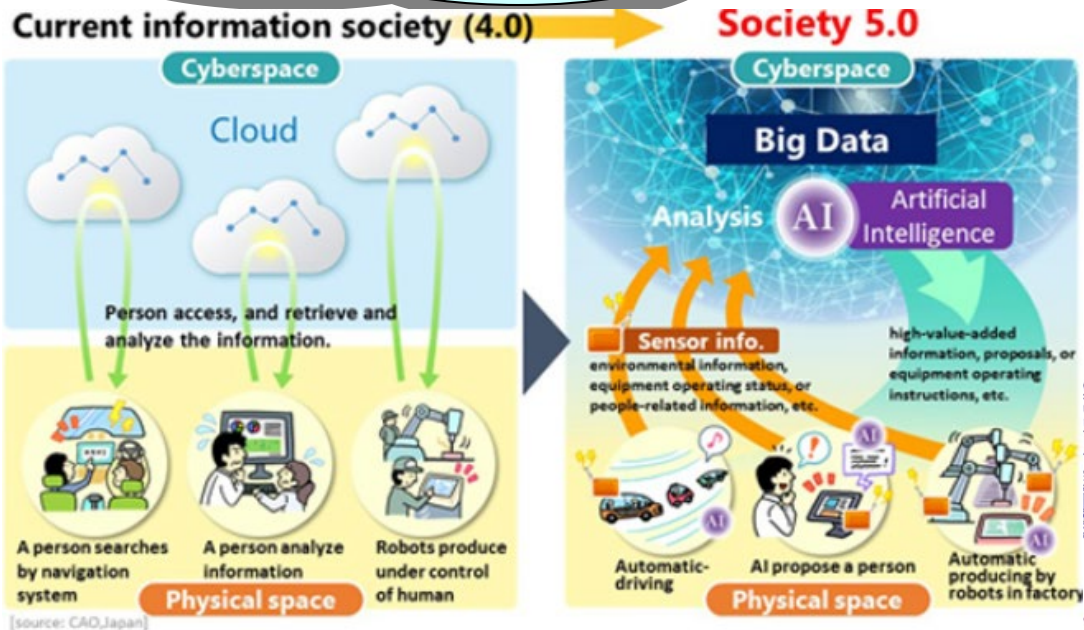 Current information society (4.0)
Society 5.0
Cyberspace
Cloud
Person access, and retrieve and
analyze the information.
A person searches
by navigation
system
A person analyze
information
Robots produce
under control
of human
Physical space
[source: CAO,Japan]
Cyberspace
Big Data
Analysis
AI
Artificial
Intelligence
Sensor info.
environmental information,
equipment operating status, or
people-related information, etc.
high-value-added
information, proposals, or
equipment operating
instructions, etc.
AI
AI
AI
Automatic-
driving
AI propose a person
Automatic
producing by
robots in factory
Physical space